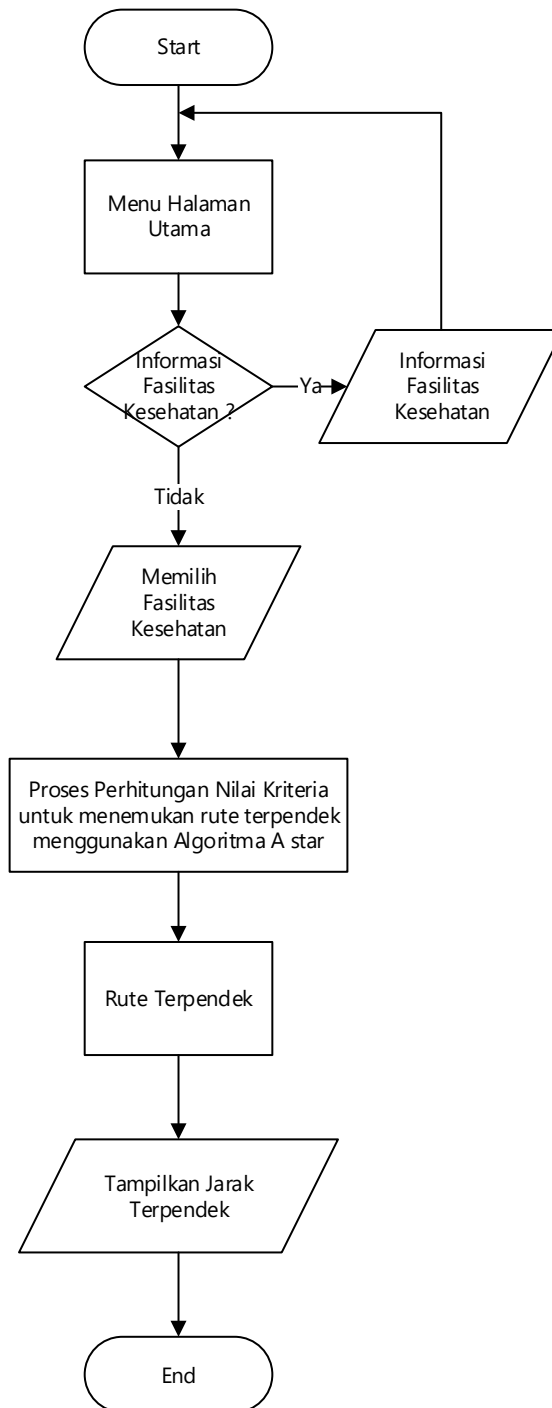 Start
Menu Halaman
Utama
Informasi
Fasilitas
Kesehatan ?
Ya
Informasi
Fasilitas
Kesehatan
Tidak
Memilih
Fasilitas
Kesehatan
Proses Perhitungan Nilai Kriteria
untuk menemukan rute terpendek
menggunakan Algoritma A star
Rute Terpendek
Tampilkan Jarak
Terpendek
End